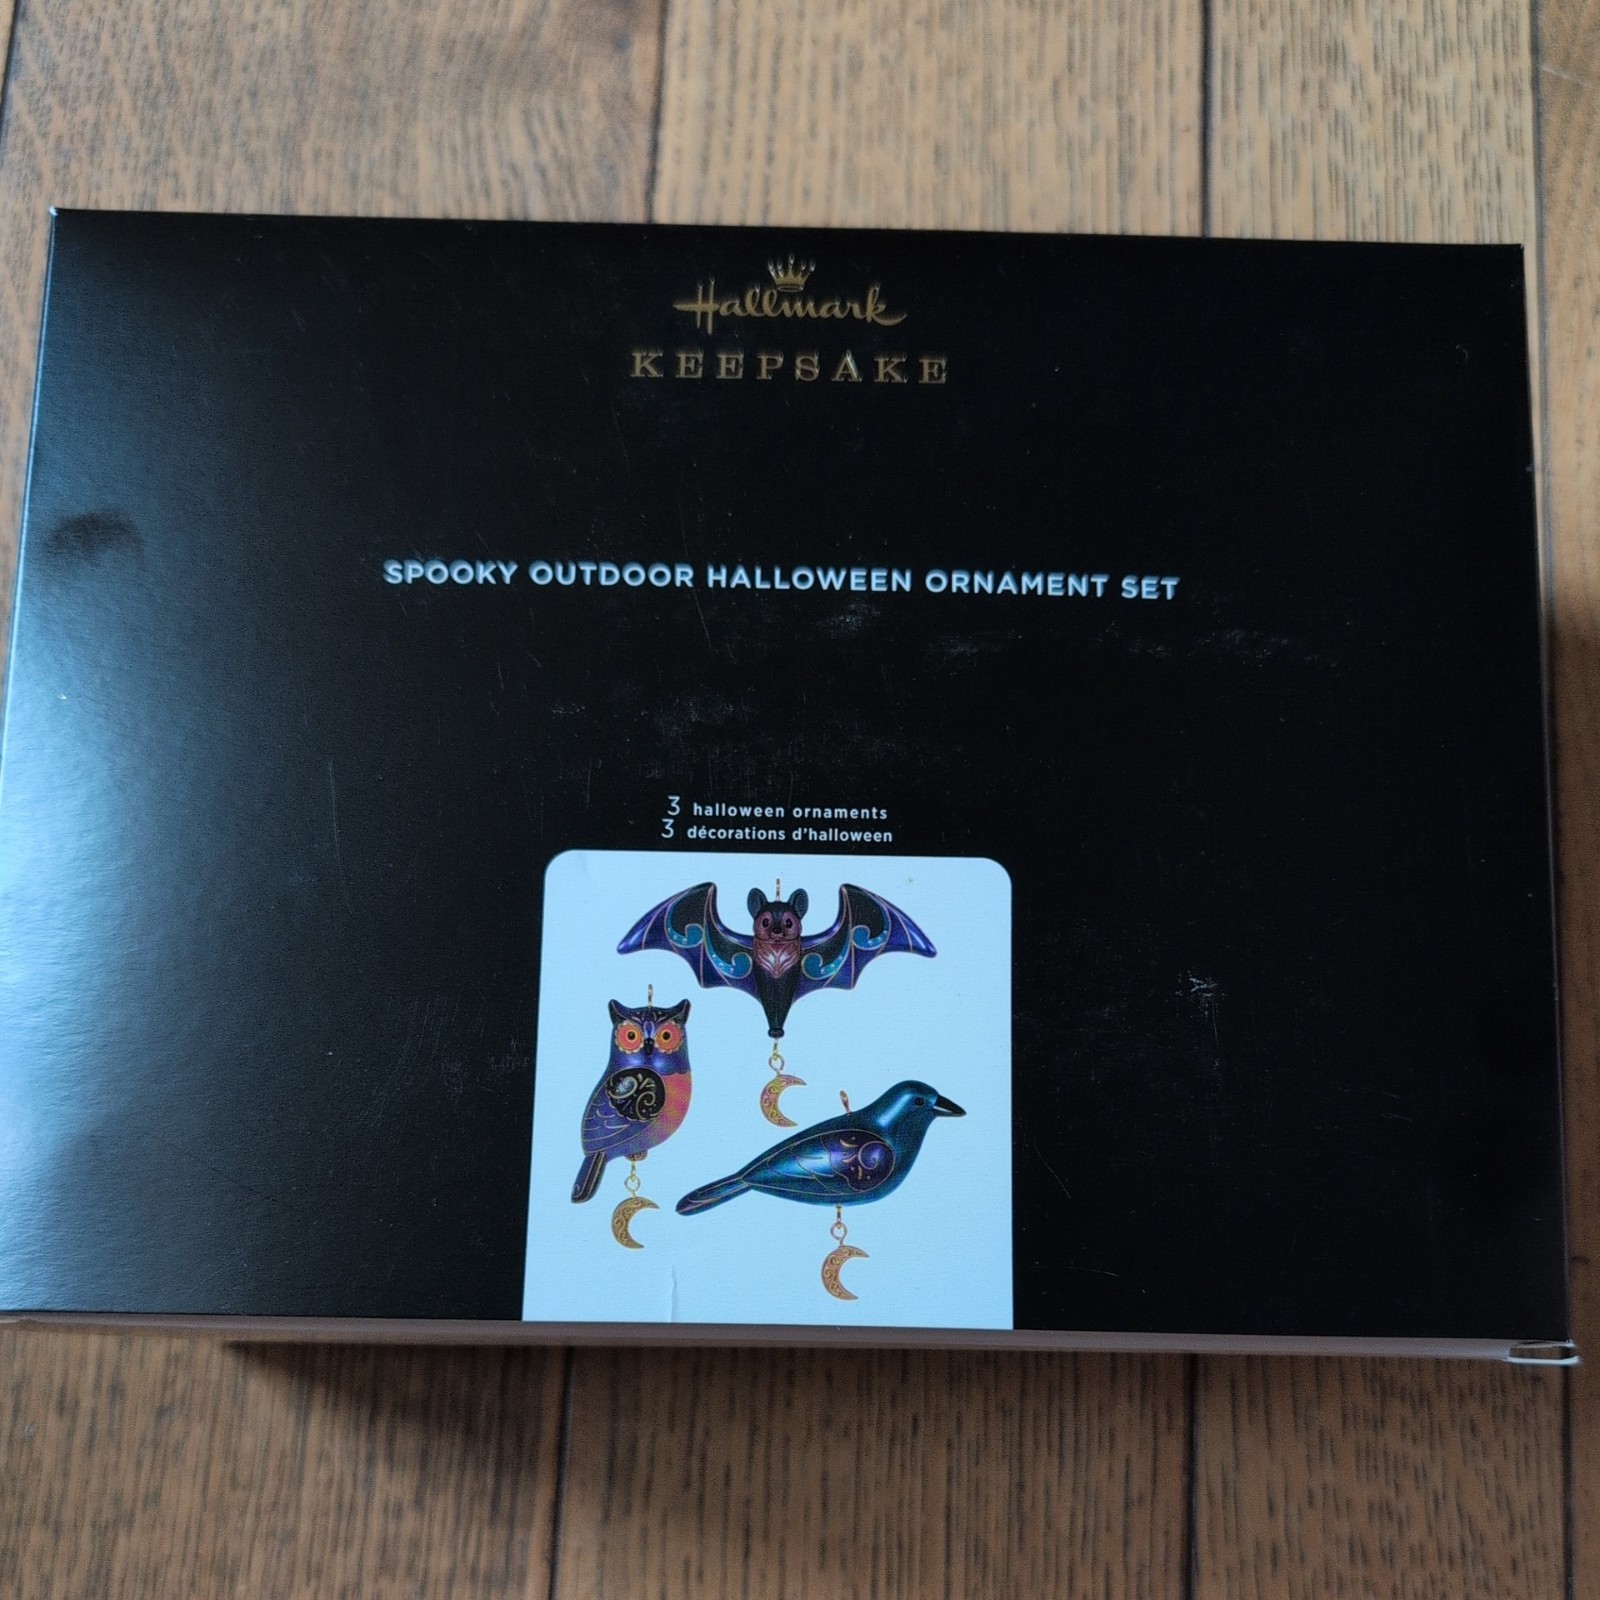 Hallmark
KEEPSAKE
SPOOKY OUTDOOR HALLOWEEN ORNAMENT SET
3 halloween ornaments
3 décorations d'halloween